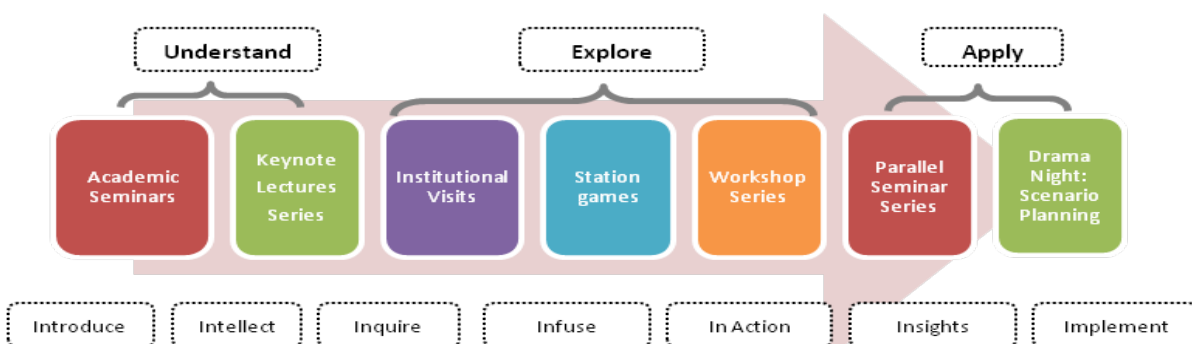 Understand
Explore
Apply
Academic
Seminars
Keynote
Lectures
Series
Institutional
Visits
Station
games
Workshop
Series
Parallel
Seminar
Series
Drama
Night:
Scenario
Planning
Introduce
Intellect
Inquire
Infuse
In Action
Insights
Implement